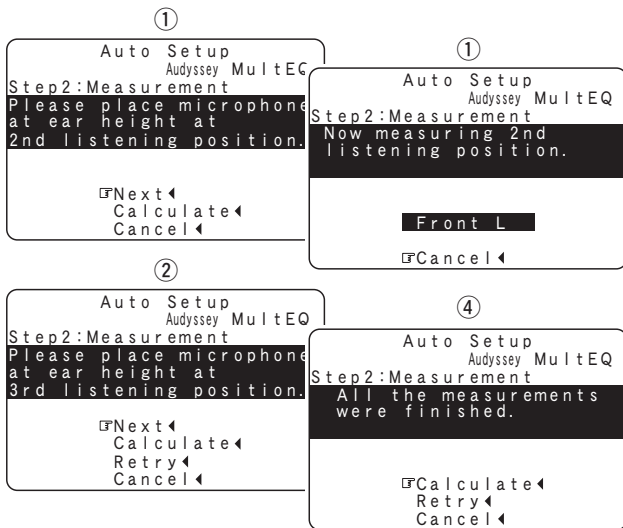 ①
Auto Setup
Audyssey MultEQ
Step2:Measurement
Please place microphone
at ear height at
2nd listening position.
☞Next◀
Calculate◀
Cancel◀
①
Auto Setup
Audyssey MultEQ
Step2:Measurement
Now measuring 2nd
listening position.
Front L
☞Cancel◀
②
Auto Setup
Audyssey MultEQ
Step2:Measurement
Please place microphone
at ear height at
3rd listening position.
☞Next◀
Calculate◀
Retry◀
Cancel◀
④
Auto Setup
Audyssey MultEQ
Step2:Measurement
All the measurements
were finished.
☞Calculate◀
Retry◀
Cancel◀